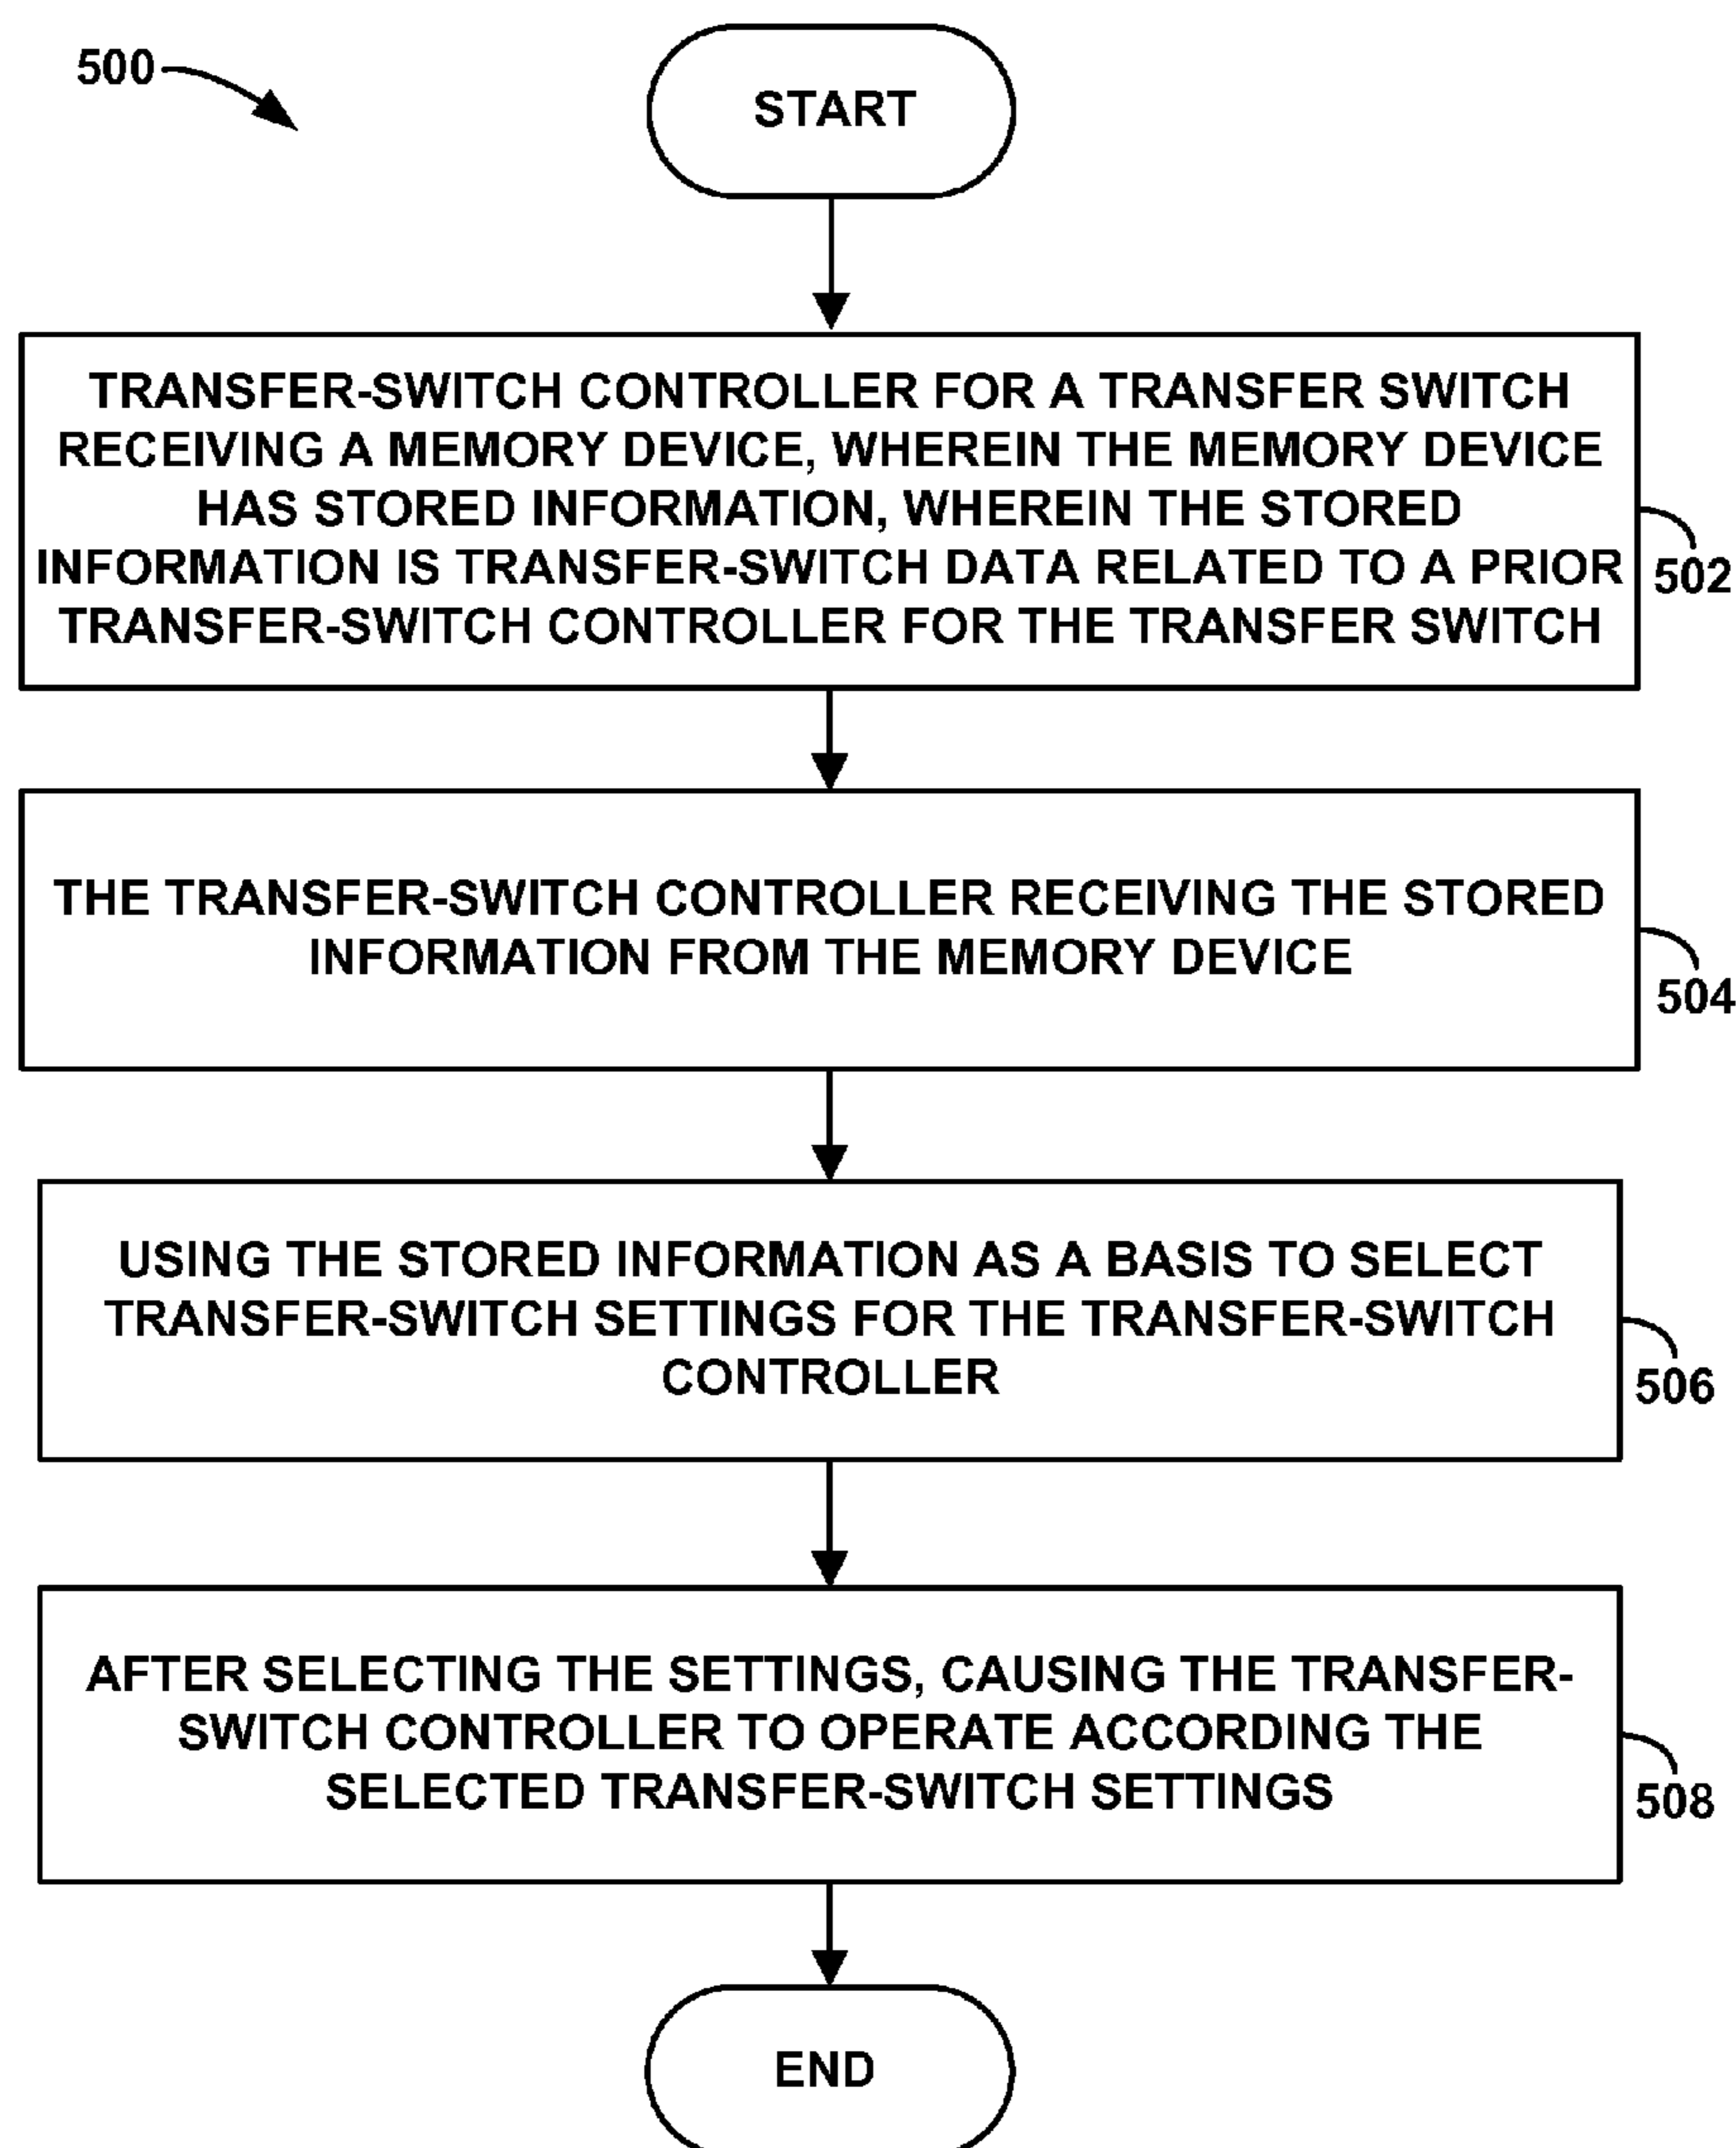 500
START
TRANSFER-SWITCH CONTROLLER FOR A TRANSFER SWITCH
RECEIVING A MEMORY DEVICE, WHEREIN THE MEMORY DEVICE
HAS STORED INFORMATION, WHEREIN THE STORED
INFORMATION IS TRANSFER-SWITCH DATA RELATED TO A PRIOR
TRANSFER-SWITCH CONTROLLER FOR THE TRANSFER SWITCH
502
THE TRANSFER-SWITCH CONTROLLER RECEIVING THE STORED
INFORMATION FROM THE MEMORY DEVICE
504
USING THE STORED INFORMATION AS A BASIS TO SELECT
TRANSFER-SWITCH SETTINGS FOR THE TRANSFER-SWITCH
CONTROLLER
506
AFTER SELECTING THE SETTINGS, CAUSING THE TRANSFER-
SWITCH CONTROLLER TO OPERATE ACCORDING THE
SELECTED TRANSFER-SWITCH SETTINGS
508
END